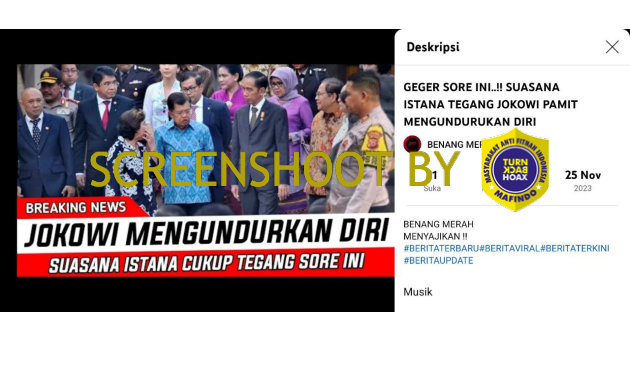 BREAKING NEWS
JOKOWI MENGUNDURKAN DIRI
SUASANA ISTANA CUKUP TEGANG SORE INI
SCREENSHOOT BY
Deskripsi
GEGER SORE INI..!! SUASANA
ISTANA TEGANG JOKOWI PAMIT
MENGUNDURUKAN DIRI
BENANG
1
Suka
25 Nov
2023
MASYARAKAT ANTI FITNAH INDONESIA
TURN
BACK
HOAX
MAFINDO
BENANG MERAH
MENYAJIKAN !!
#BERITATERBARU#BERITAVIRAL#BERITATERKINI
#BERITAUPDATE
Musik